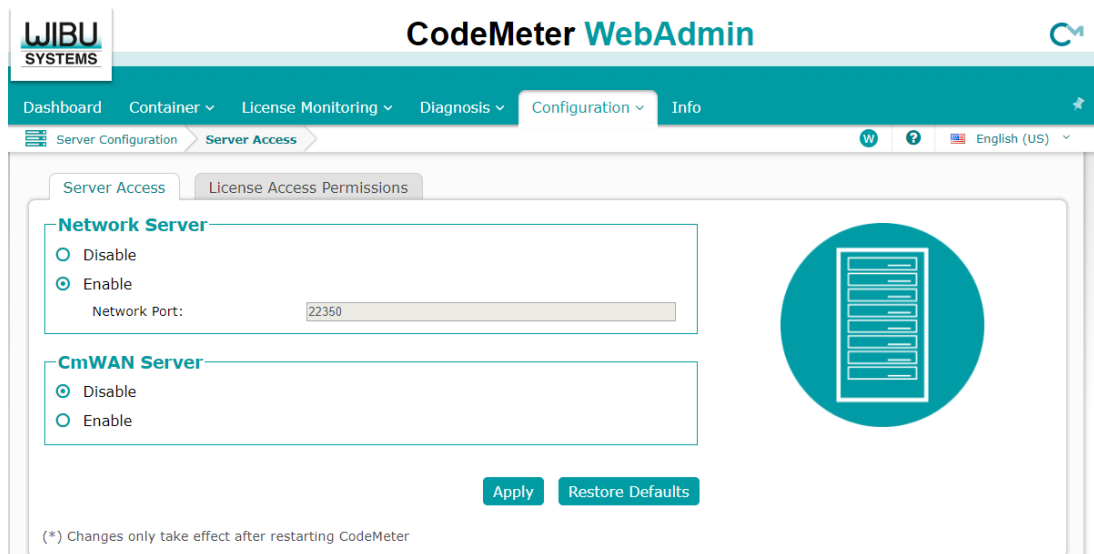 WIBU
SYSTEMS
CodeMeter WebAdmin
CM
Dashboard Container License Monitoring Diagnosis Configuration Info
Server Configuration Server Access W ? English (US)
Server Access License Access Permissions
Network Server
Disable
Enable
Network Port: 22350
CmWAN Server
Disable
Enable
Apply Restore Defaults
(*) Changes only take effect after restarting CodeMeter